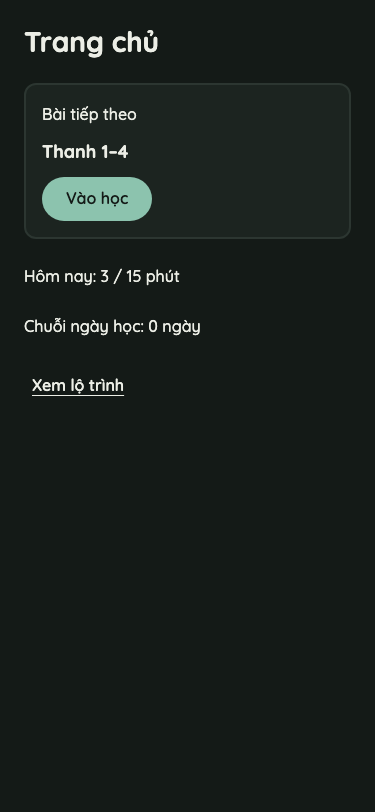 Trang chủ
Bài tiếp theo
Thanh 1–4
Vào học
Hôm nay: 3 / 15 phút
Chuỗi ngày học: 0 ngày
Xem lộ trình